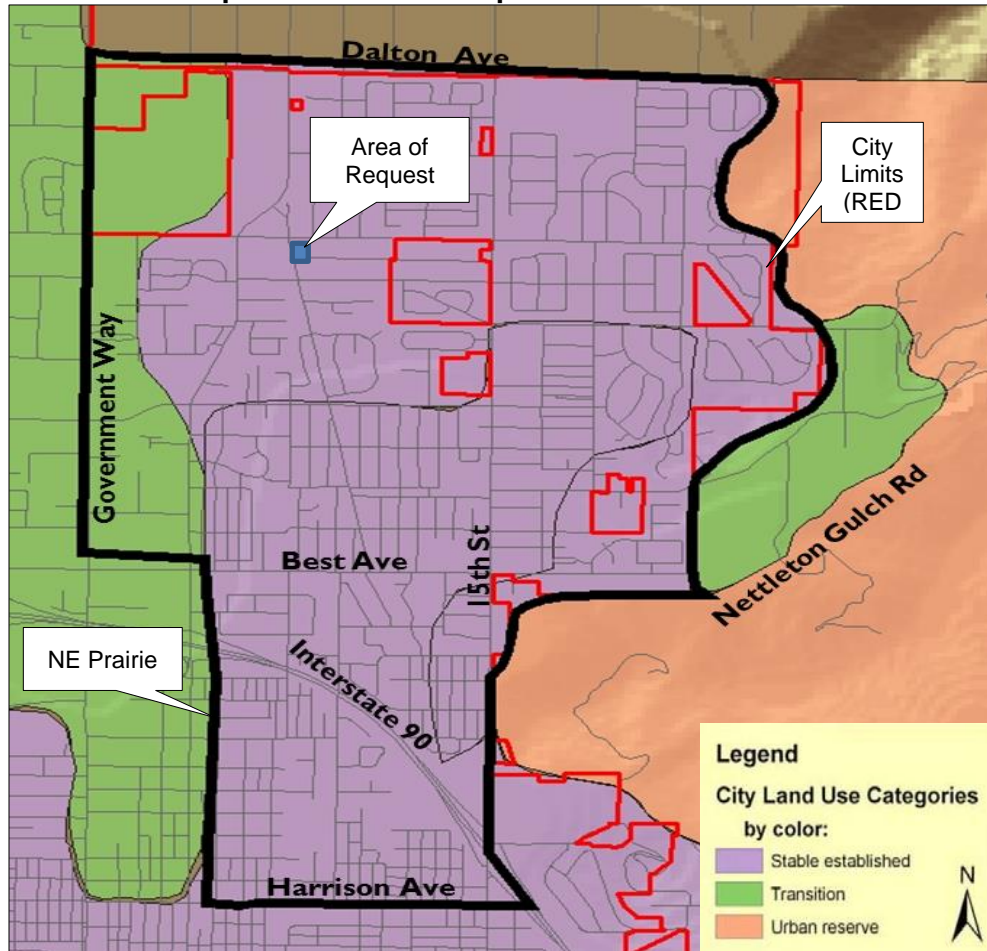 Dalton Ave
Area of
Request
City
Limits
(RED
Government Way
Best Ave
15th St
Nettleton Gulch Rd
NE Prairie
Interstate 90
Harrison Ave
Legend
City Land Use Categories
by color:
Stable established
Transition
Urban reserve
N